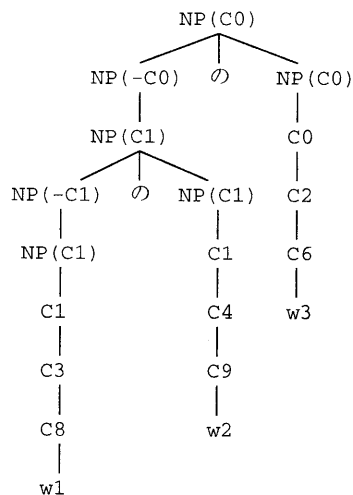 NP(C0)
NP(-C0) の NP(C0)
NP(C1) C0
NP(-C1) の NP(C1) C2
NP(C1) C1 C6
C1 C4 w3
C3 C9
C8 w2
w1